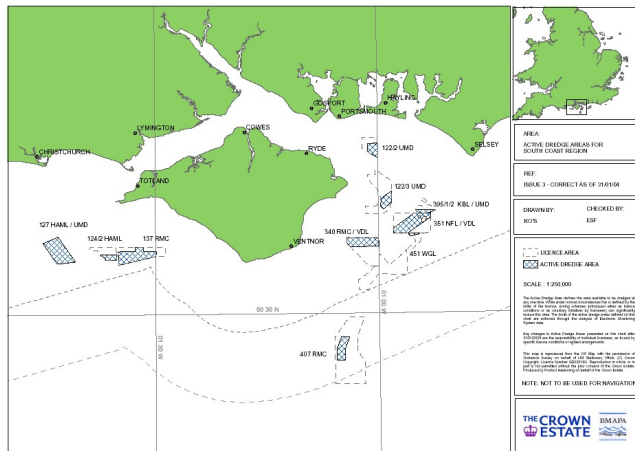 GOSPORT
HAYLING
PORTSMOUTH
LYMINGTON
COWES
CHRISTCHURCH
RYDE
122/2 UMD
SELSEY
TOTLAND
122/3 UMD
395/1/2 KBL / UMD
351 NFL / VDL
127 HAML / UMD
124/2 HAML
137 RMC
340 RMC / VDL
VENTNOR
451 WGL
50 30 N
01 30 W
01 00 W
407 RMC
AREA:
ACTIVE DREDGE AREAS FOR
SOUTH COAST REGION
REF:
ISSUE 3 - CORRECT AS OF 31/01/04
DRAWN BY:
CHECKED BY:
KO'S
ESF
LICENCE AREA
ACTIVE DREDGE AREA
SCALE : 1:250,000
NOTE: NOT TO BE USED FOR NAVIGATION
THE CROWN
ESTATE
BMAPA